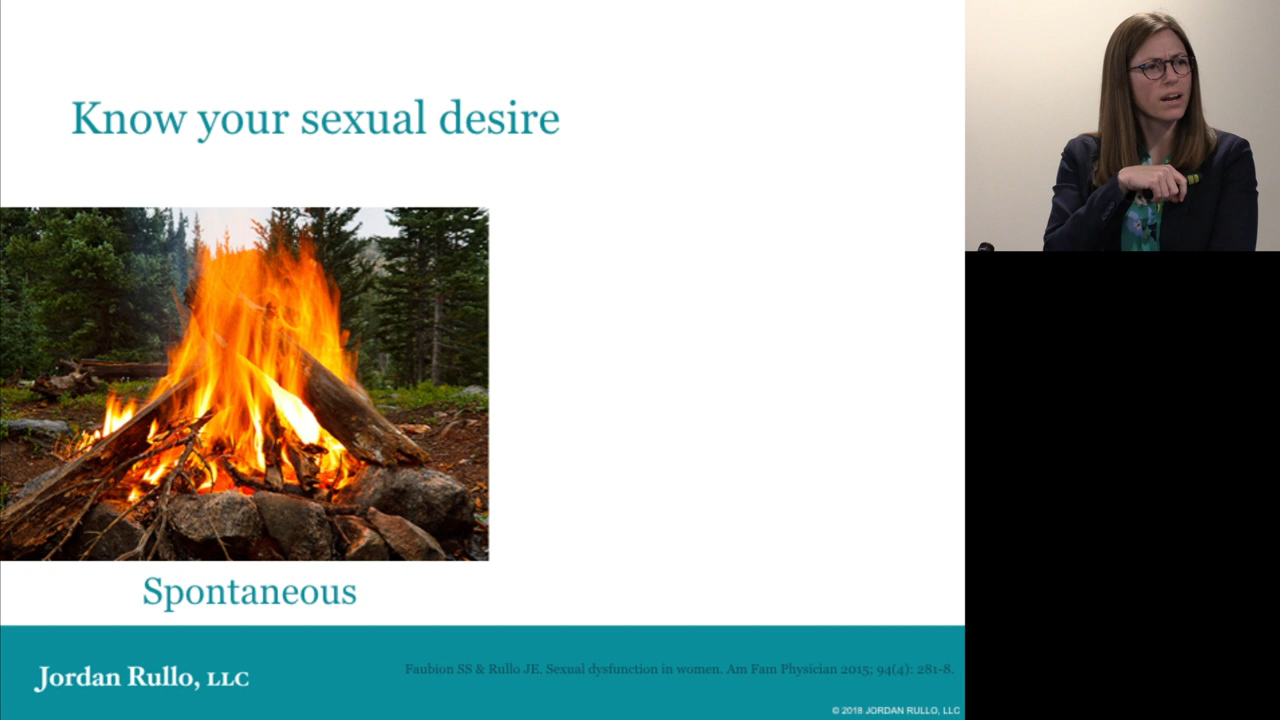 Know your sexual desire
Spontaneous
Jordan Rullo, LLC
Faubion SS & Rullo JE. Sexual dysfunction in women. Am Fam Physician 2015; 94(4): 281-8.
© 2018 JORDAN RULLO, LLC